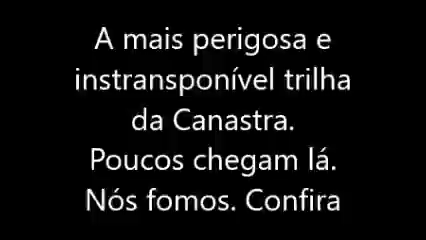 A mais perigosa e
instransponível trilha
da Canastra.
Poucos chegam lá.
Nós fomos. Confira